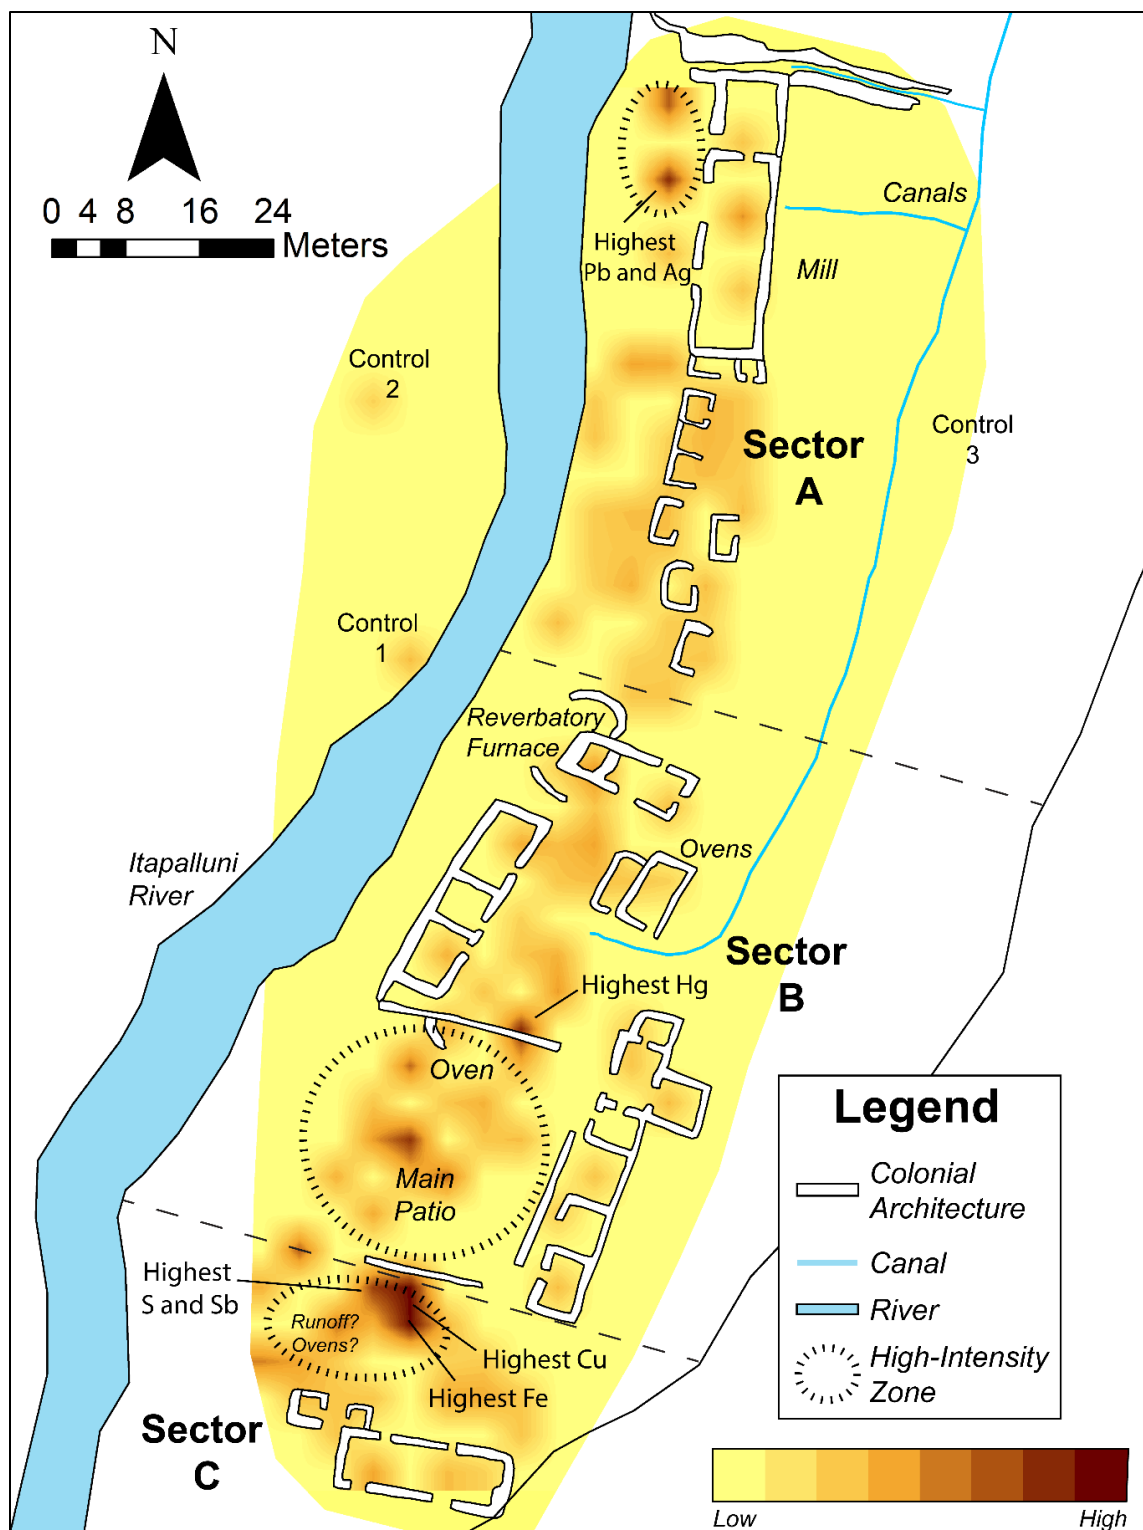 N
0 4 8 16 24
Meters
Canals
Highest
Pb and Ag
Mill
Control
2
Control
3
Sector
A
Control
1
Reverbatory
Furnace
Ovens
Itapalluni
River
Sector
B
Highest Hg
Oven
Main
Patio
Highest
S and Sb
Runoff?
Ovens?
Highest Cu
Highest Fe
Sector
C
Legend
Colonial
Architecture
Canal
River
High-Intensity
Zone
Low High